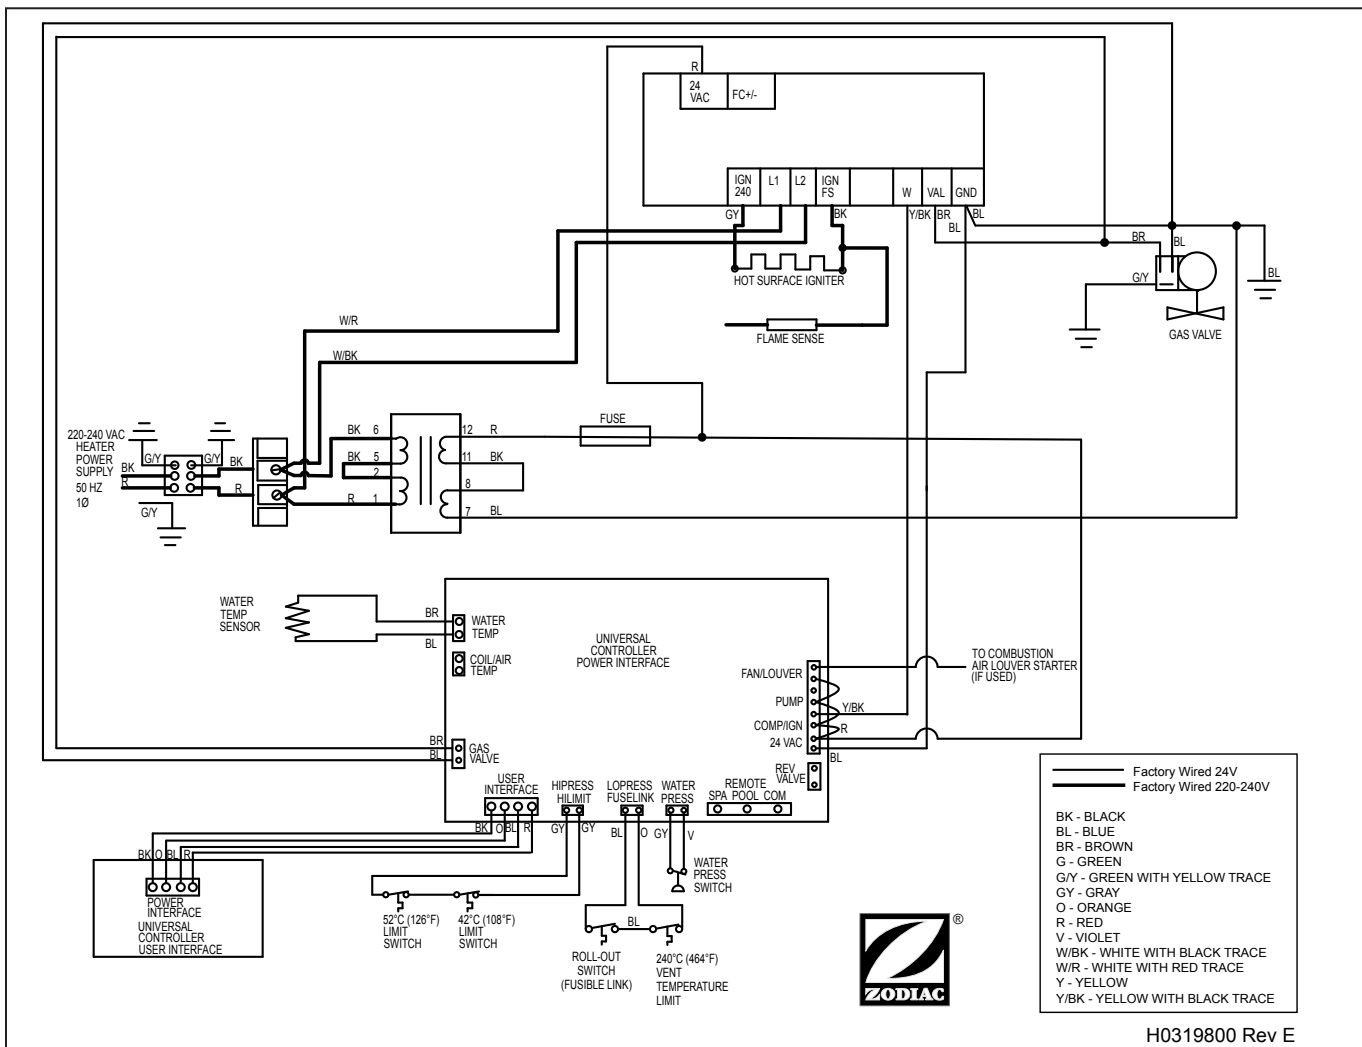 R
24
VAC
FC+/-
IGN
240
L1
L2
IGN
FS
W
VAL
GND
GY
BK
Y/BK
BR
BL
BL
HOT SURFACE IGNITER
FLAME SENSE
BR
BL
G/Y
BL
GAS VALVE
W/R
W/BK
220-240 VAC
HEATER
POWER
SUPPLY
BK
R
50 HZ
1Ø
G/Y
G/Y
G/Y
BK
R
BK
6
BK
5
2
R
1
12
R
11
BK
8
7
BL
FUSE
WATER
TEMP
SENSOR
BR
BL
WATER
TEMP
COIL/AIR
TEMP
UNIVERSAL
CONTROLLER
POWER INTERFACE
FAN/LOUVER
PUMP
COMP/IGN
24 VAC
Y/BK
R
BL
TO COMBUSTION
AIR LOUVER STARTER
(IF USED)
BR
BL
GAS
VALVE
USER
INTERFACE
HIPRESS
HILIMIT
LOPRESS
FUSELINK
WATER
PRESS
REMOTE
SPA POOL COM
REV
VALVE
BK
O
BL
R
GY
GY
BL
O
GY
V
BK
O
BL
R
POWER
INTERFACE
UNIVERSAL
CONTROLLER
USER INTERFACE
52°C (126°F)
LIMIT
SWITCH
42°C (108°F)
LIMIT
SWITCH
WATER
PRESS
SWITCH
BL
ROLL-OUT
SWITCH
(FUSIBLE LINK)
240°C (464°F)
VENT
TEMPERATURE
LIMIT
ZODIAC
®
Factory Wired 24V
Factory Wired 220-240V
BK - BLACK
BL - BLUE
BR - BROWN
G - GREEN
G/Y - GREEN WITH YELLOW TRACE
GY - GRAY
O - ORANGE
R - RED
V - VIOLET
W/BK - WHITE WITH BLACK TRACE
W/R - WHITE WITH RED TRACE
Y - YELLOW
Y/BK - YELLOW WITH BLACK TRACE
H0319800 Rev E